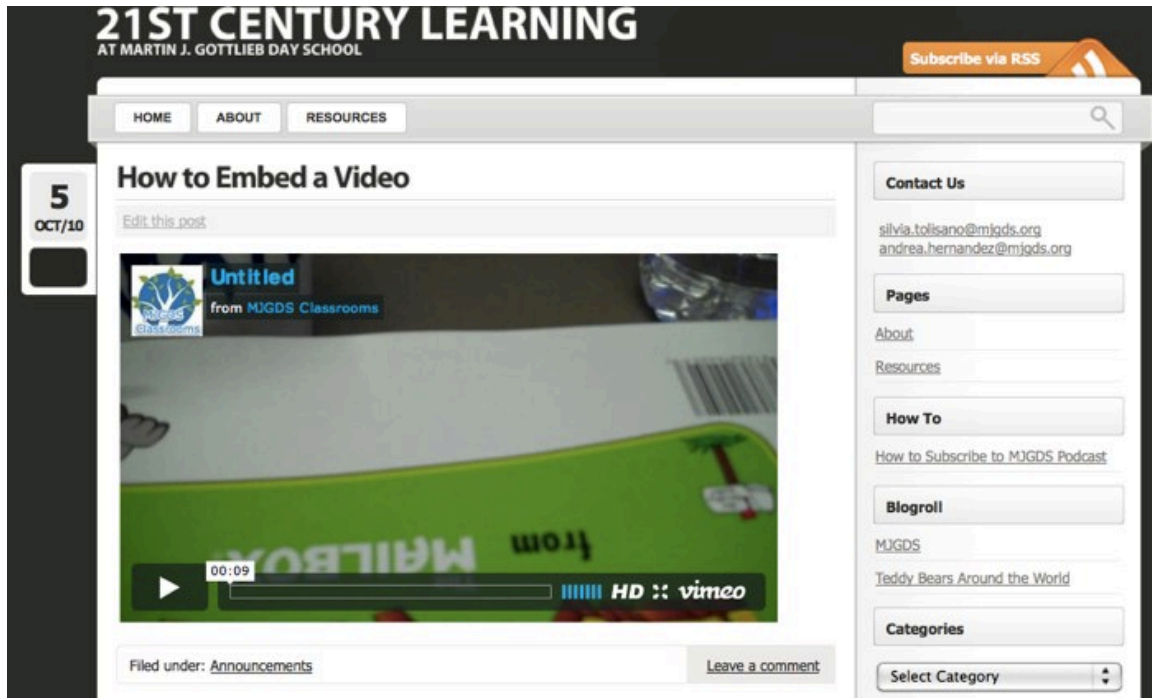 21ST CENTURY LEARNING
AT MARTIN J. GOTTLIEB DAY SCHOOL
Subscribe via RSS
HOME
ABOUT
RESOURCES
5
OCT/10
How to Embed a Video
Edit this post
Untitled
from MJGDS Classrooms
MJGDS
Classrooms
from
MAILBOX
00:09
HD
vimeo
Filed under: Announcements
Leave a comment
Contact Us
silvia.tolisano@mjgds.org
andrea.hernandez@mjgds.org
Pages
About
Resources
How To
How to Subscribe to MJGDS Podcast
Blogroll
MJGDS
Teddy Bears Around the World
Categories
Select Category